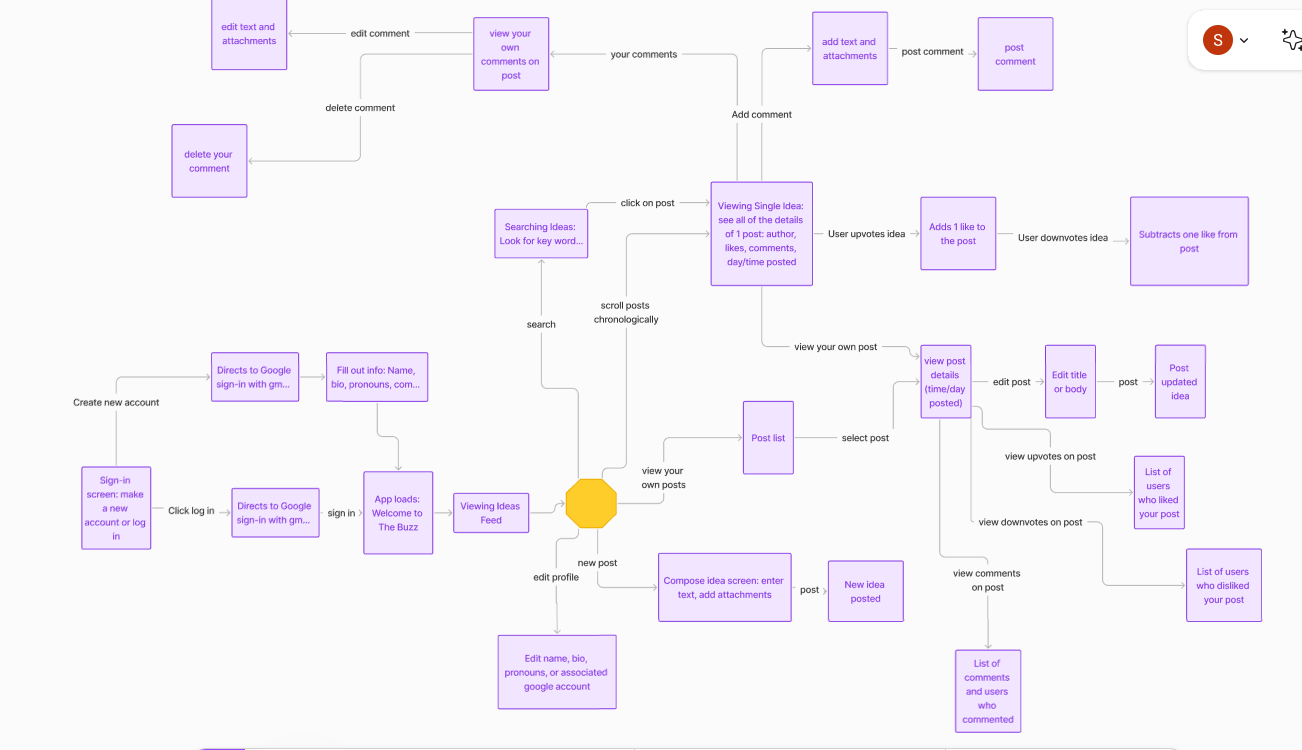 edit text and
attachments
edit comment
view your
own
comments on
post
your comments
add text and
attachments
post comment
post
comment
S
delete comment
Add comment
delete your
comment
Searching Ideas:
Look for key word...
click on post
Viewing Single Idea:
see all of the details
of 1 post: author,
likes, comments,
day/time posted
User upvotes idea
Adds 1 like to
the post
User downvotes idea
Subtracts one like from
post
search
scroll posts
chronologically
view your own post
Create new account
Directs to Google
sign-in with gm...
Fill out info: Name,
bio, pronouns, com...
view post
details
(time/day
posted)
edit post
Edit title
or body
post
Post
updated
idea
Post list
select post
view your
own posts
view upvotes on post
List of
users
who liked
your post
Sign-in
screen: make
a new
account or log
in
Click log in
Directs to Google
sign-in with gm...
sign in
App loads:
Welcome to
The Buzz
Viewing Ideas
Feed
view downvotes on post
List of users
who disliked
your post
edit profile
new post
Compose idea screen: enter
text, add attachments
post
New idea
posted
view comments
on post
Edit name, bio,
pronouns, or associated
google account
List of
comments
and users
who
commented